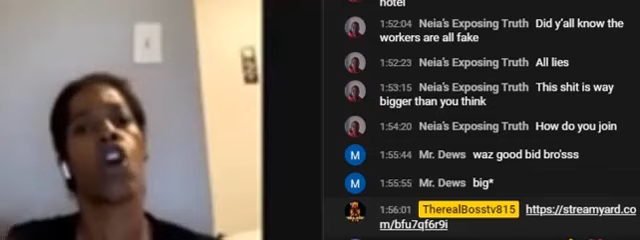 hotel
1:52:04 Neia's Exposing Truth Did y'all know the
workers are all fake
1:52:23 Neia's Exposing Truth All lies
1:53:15 Neia's Exposing Truth This shit is way
bigger than you think
1:54:20 Neia's Exposing Truth How do you join
M 1:55:44 Mr. Dews waz good bid bro'sss
M 1:55:55 Mr. Dews big*
1:56:01 TherealBosstv815 https://streamyard.co
m/bfu7qf6r9i